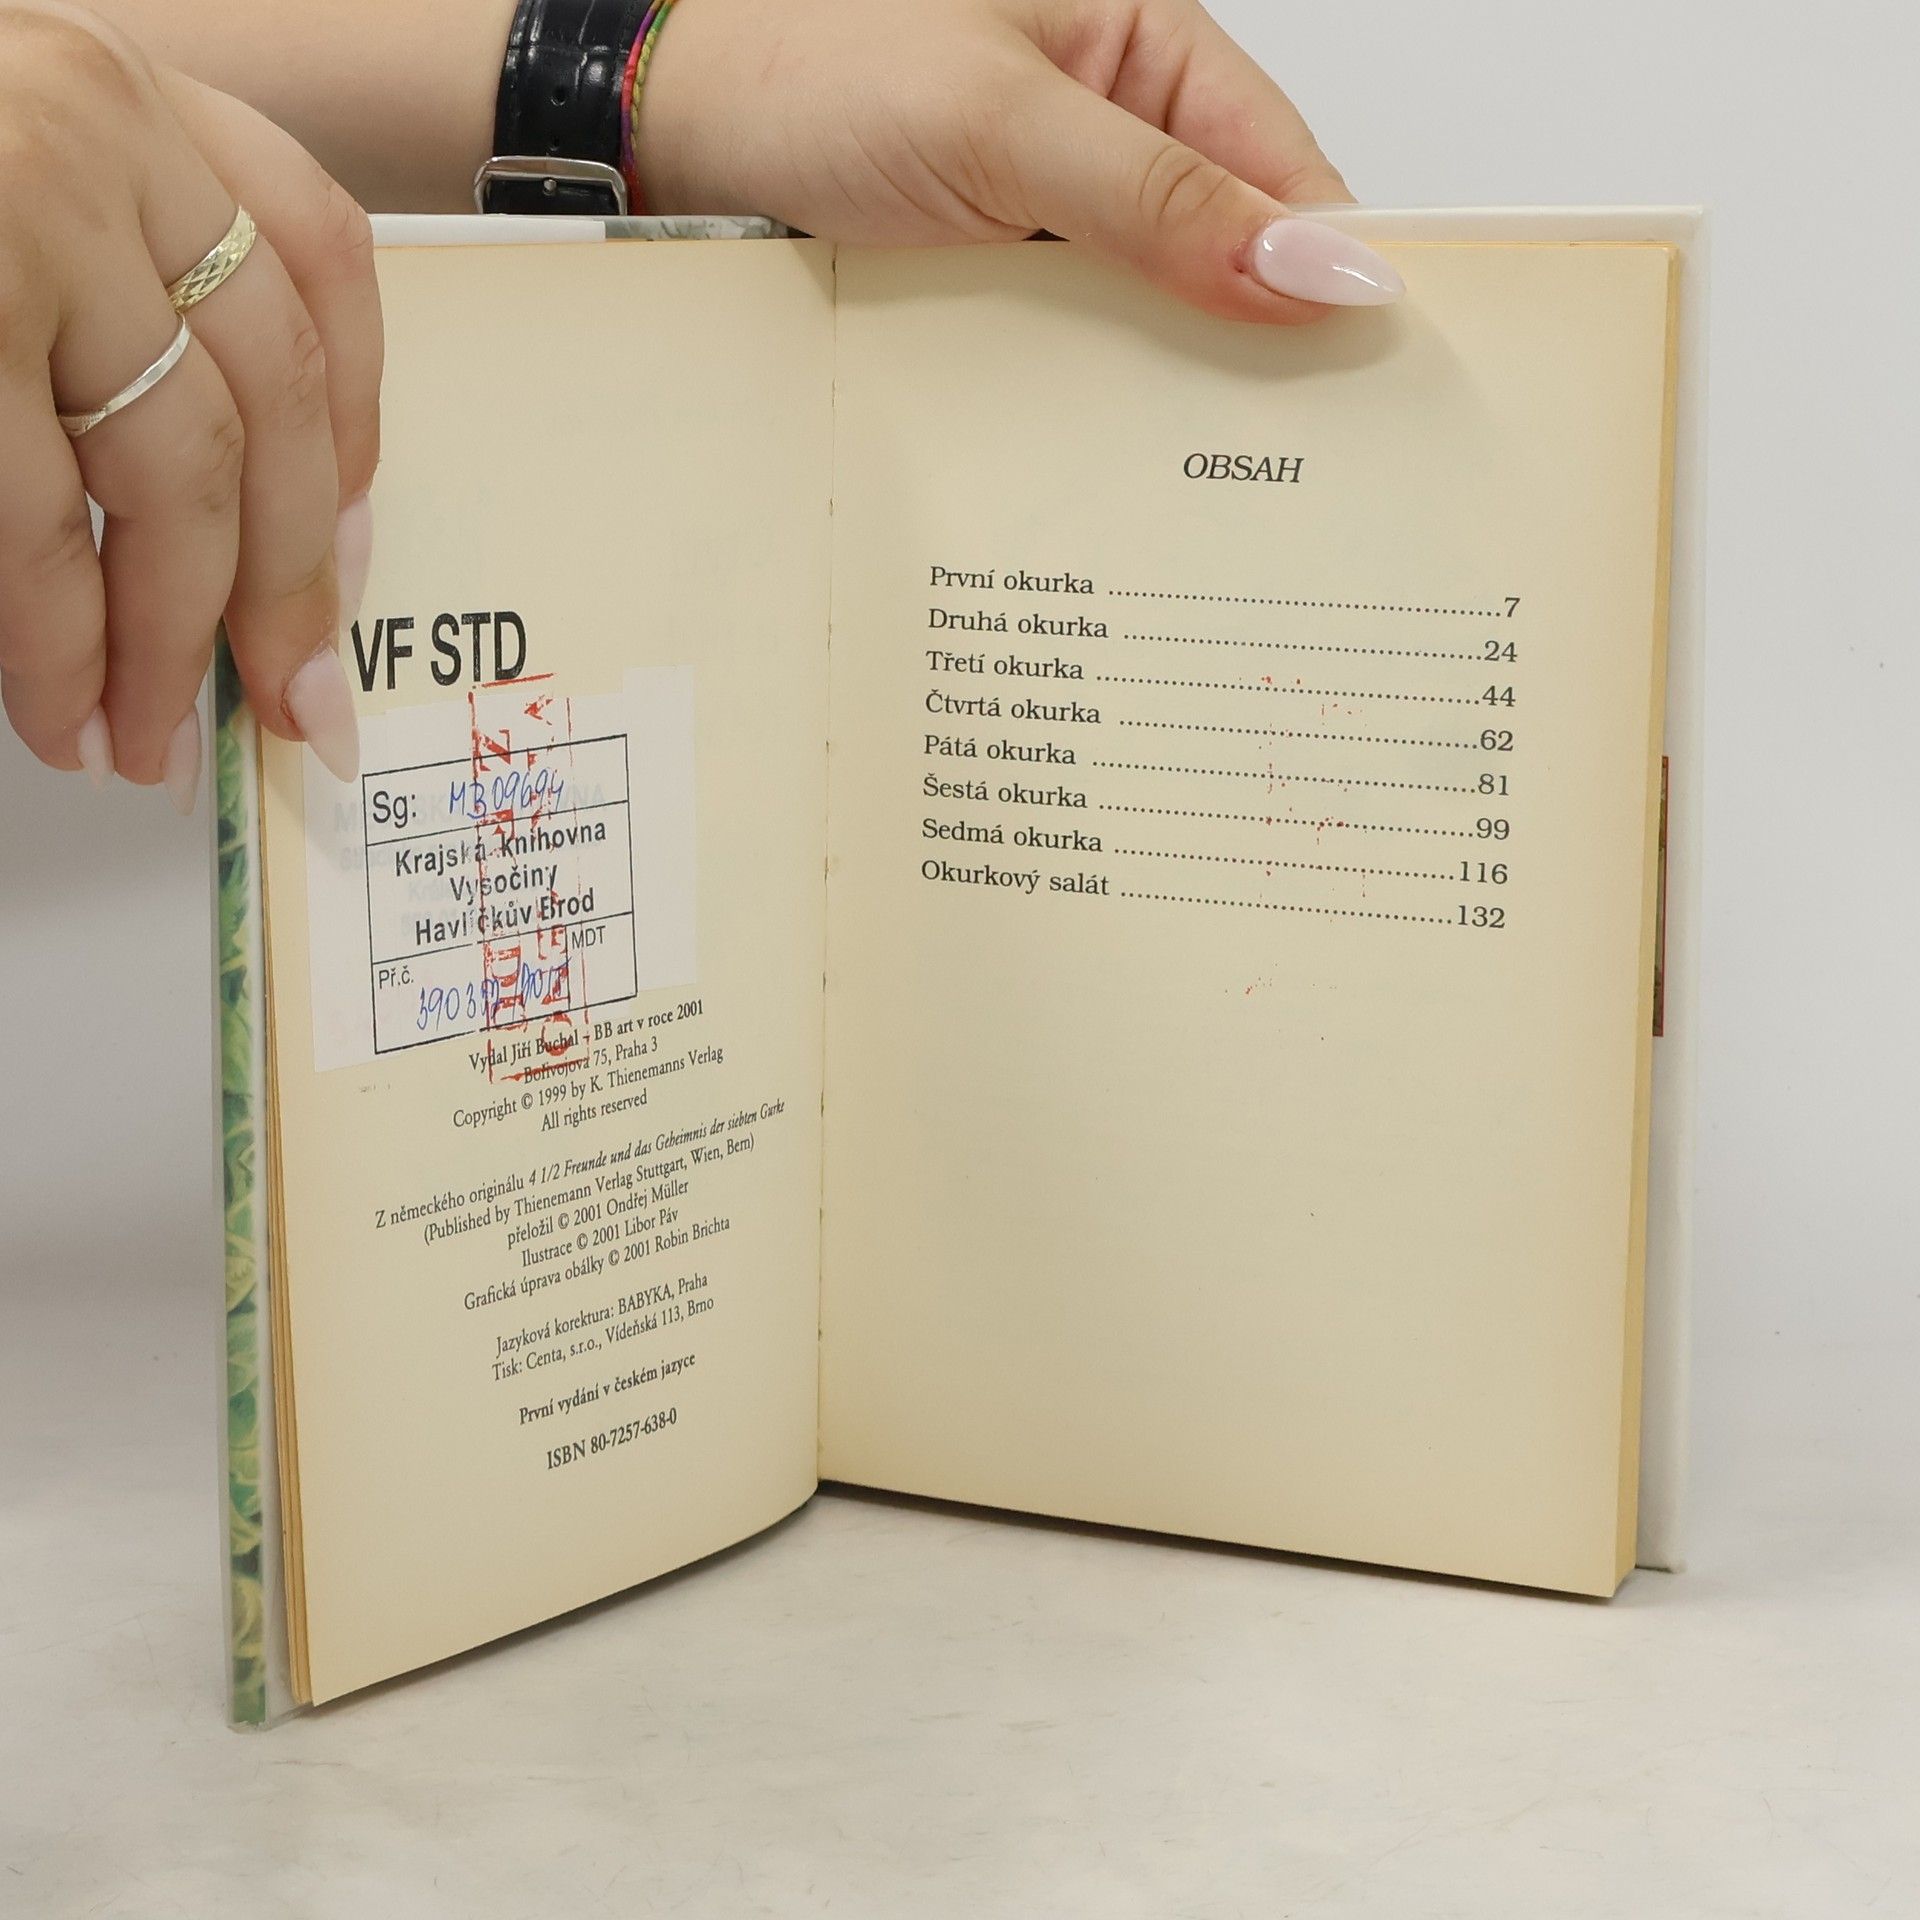 VF STD
Sg: MB09694
Krajská knihovna
Vysočiny
Havlíčkův Brod
Př.č.
MDT
Vydal Jiří Buchal – BB art v roce 2001
Bořivojova 75, Praha 3
Copyright © 1999 by K. Thienemanns Verlag
All rights reserved
Z německého originálu 4 1/2 Freunde und das Geheimnis der siebten Gurke
(Published by Thienemann Verlag Stuttgart, Wien, Bern)
přeložil © 2001 Ondřej Müller
Ilustrace © 2001 Libor Páv
Grafická úprava obálky © 2001 Robin Brichta
Jazyková korektura: BABYKA, Praha
Tisk: Centa, s.r.o., Vídeňská 113, Brno
První vydání v českém jazyce
ISBN 80-7257-638-0
OBSAH
První okurka ..........................................7
Druhá okurka ........................................24
Třetí okurka ...........................................44
Čtvrtá okurka ........................................62
Pátá okurka ...........................................81
Šestá okurka ..........................................99
Sedmá okurka ......................................116
Okurkový salát .....................................132